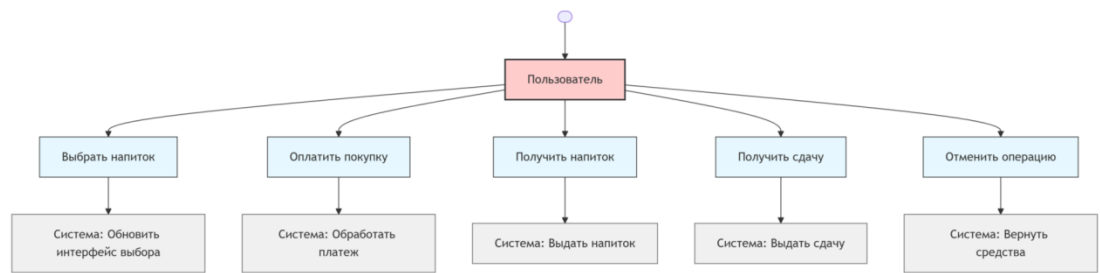 Пользователь
Выбрать напиток
Оплатить покупку
Получить напиток
Получить сдачу
Отменить операцию
Система: Обновить
интерфейс выбора
Система: Обработать
платеж
Система: Выдать напиток
Система: Выдать сдачу
Система: Вернуть
средства